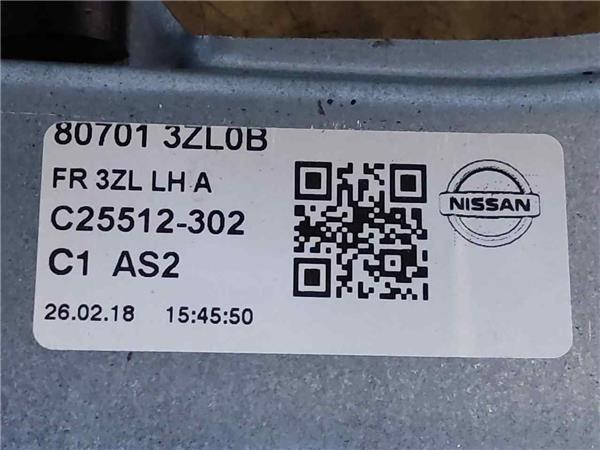 80701 3ZL0B
FR 3ZL LH A
C25512-302
C1 AS2
26.02.18 15:45:50
NISSAN